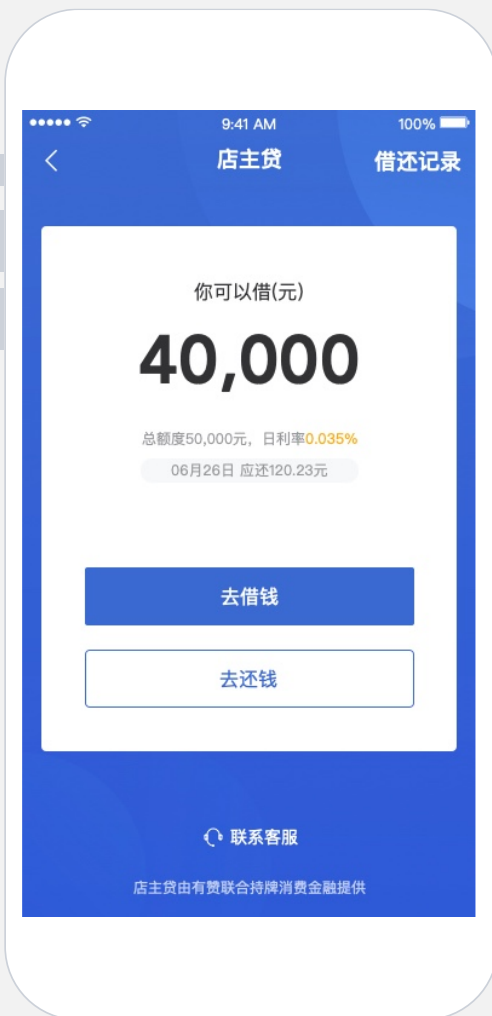 9:41 AM
100%
店主贷
借还记录
你可以借(元)
40,000
总额度50,000元，日利率0.035%
06月26日 应还120.23元
去借钱
去还钱
联系客服
店主贷由有赞联合持牌消费金融提供